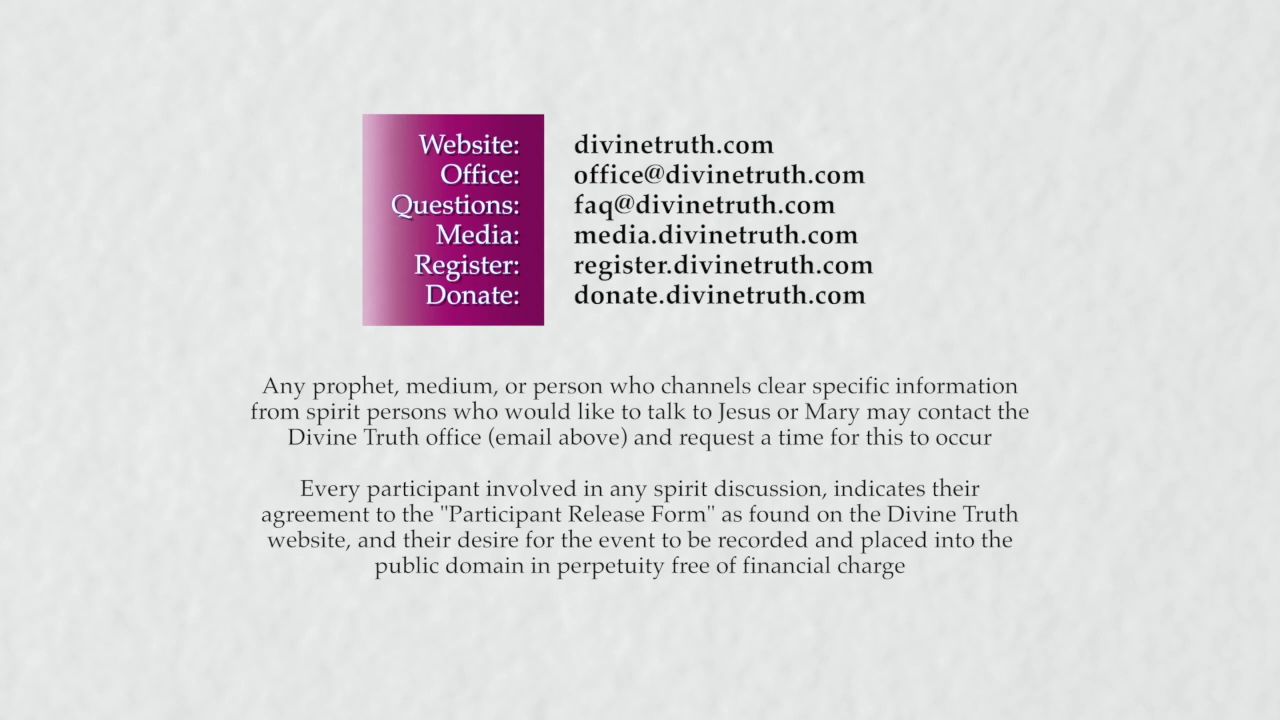 Website: divinetruth.com
Office: office@divinetruth.com
Questions: faq@divinetruth.com
Media: media.divinetruth.com
Register: register.divinetruth.com
Donate: donate.divinetruth.com
Any prophet, medium, or person who channels clear specific information
from spirit persons who would like to talk to Jesus or Mary may contact the
Divine Truth office (email above) and request a time for this to occur
Every participant involved in any spirit discussion, indicates their
agreement to the "Participant Release Form" as found on the Divine Truth
website, and their desire for the event to be recorded and placed into the
public domain in perpetuity free of financial charge